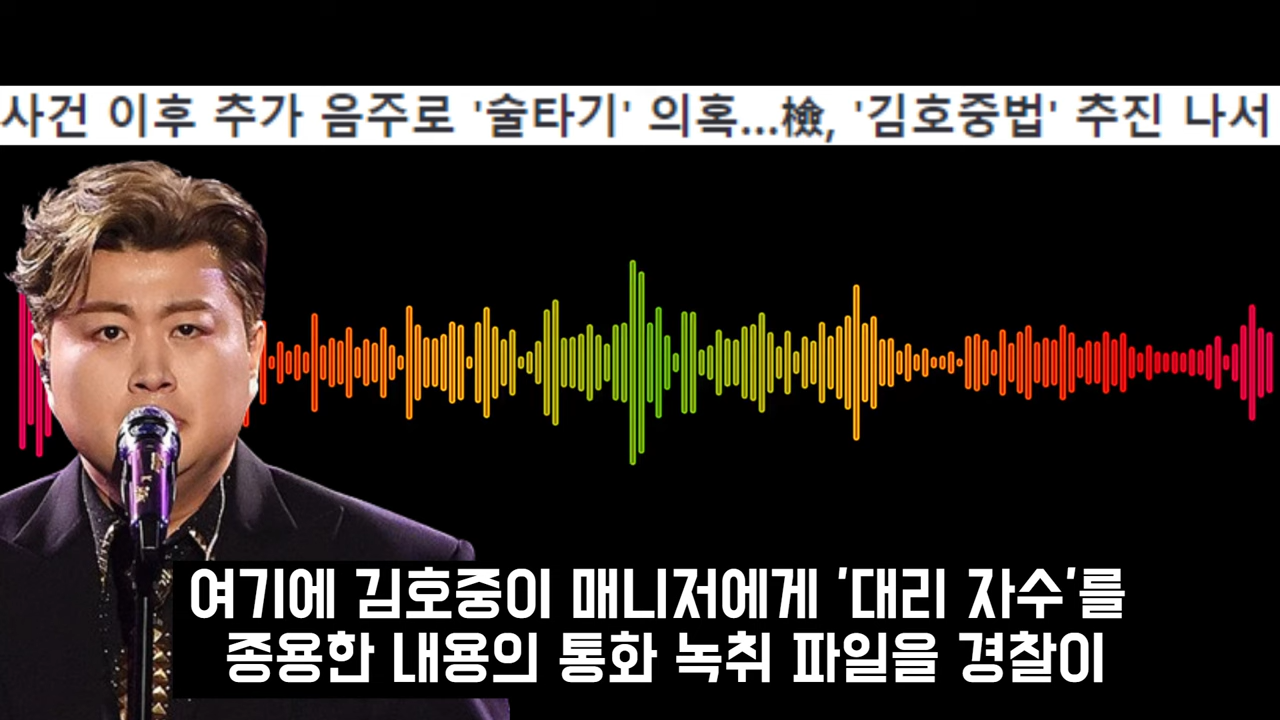 사건 이후 추가 음주로 '술타기' 의혹...檢, '김호중법' 추진 나서
여기에 김호중이 매니저에게 '대리 자수'를
종용한 내용의 통화 녹취 파일을 경찰이